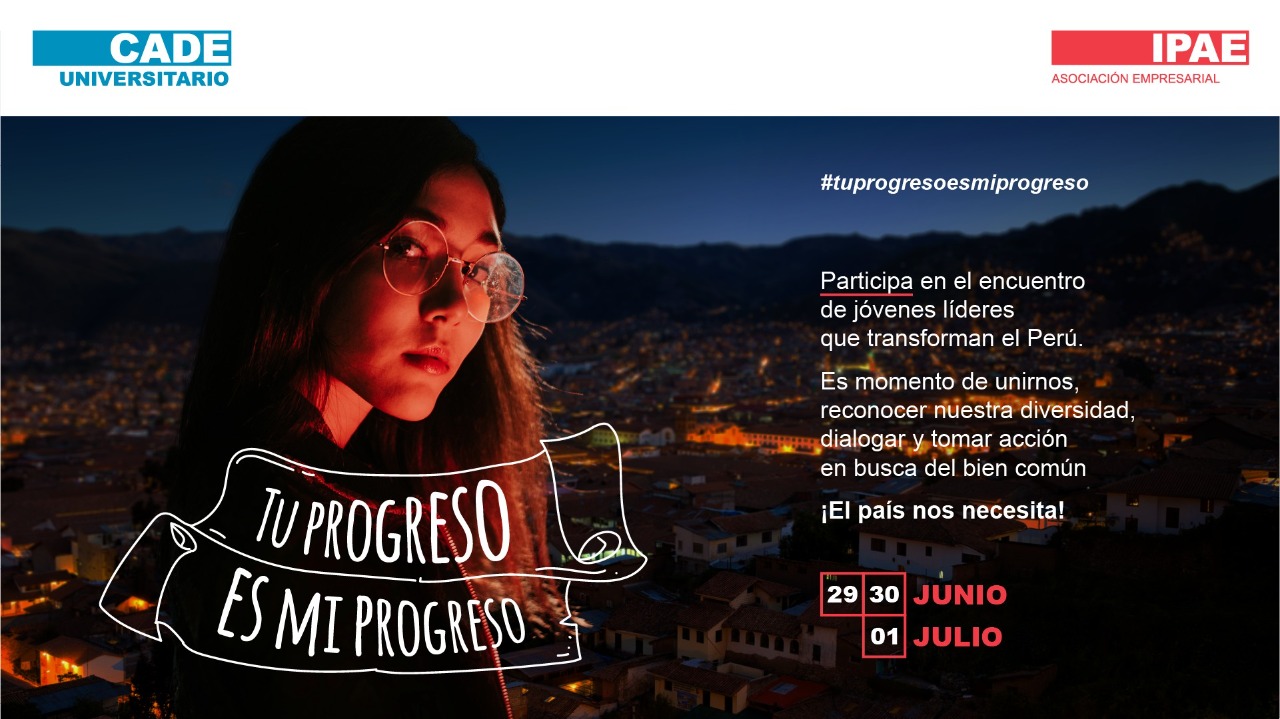 CADE
UNIVERSITARIO
IPAE
ASOCIACIÓN EMPRESARIAL
#tuprogresoesmiprogreso
Participa en el encuentro
de jóvenes líderes
que transforman el Perú.
Es momento de unirnos,
reconocer nuestra diversidad,
dialogar y tomar acción
en busca del bien común
¡El país nos necesita!
TU PROGRESO
ES MI PROGRESO
29 30 JUNIO
01 JULIO